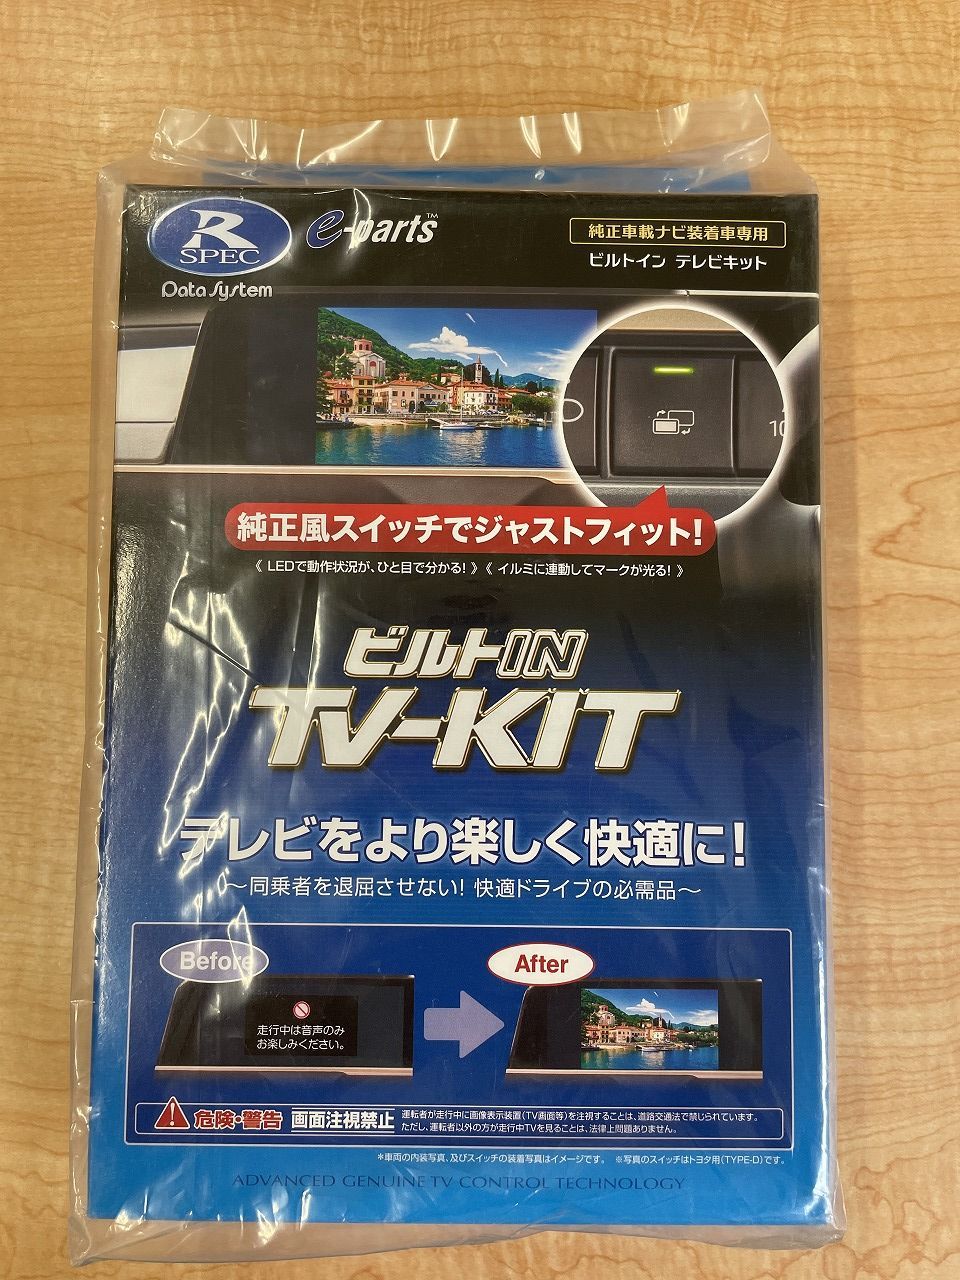 R
SPEC
Data System
e-parts™
純正車載ナビ装着車専用
ビルトイン テレビキット
10
純正風スイッチでジャストフィット!
《 LEDで動作状況が、ひと目で分かる! 》《 イルミに連動してマークが光る! 》
ビルトIN
TV-KIT
テレビをより楽しく快適に!
～同乗者を退屈させない! 快適ドライブの必需品～
Before
After
走行中は音声のみ
お楽しみください。
危険・警告 画面注視禁止
運転者が走行中に画像表示装置(TV画面等)を注視することは、道路交通法で禁じられています。
ただし、運転者以外の方が走行中TVを見ることは、法律上問題ありません。
*車両の内装写真、及びスイッチの装着写真はイメージです。 ※写真のスイッチはトヨタ用(TYPE-D)です。
ADVANCED GENUINE TV CONTROL TECHNOLOGY